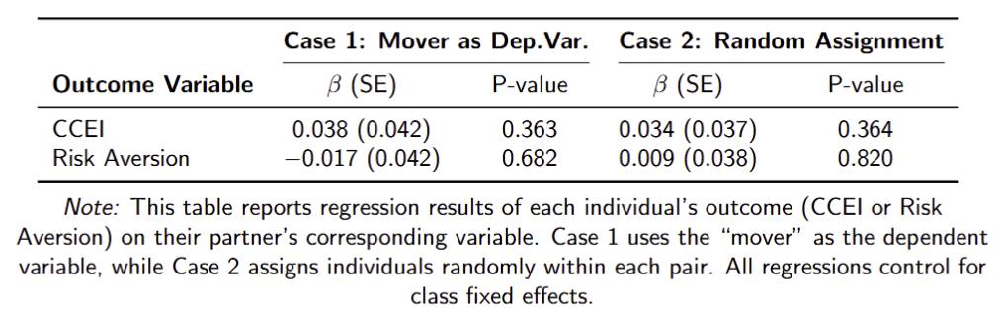 Case 1: Mover as Dep.Var. Case 2: Random Assignment
Outcome Variable β (SE) P-value β (SE) P-value
CCEI 0.038 (0.042) 0.363 0.034 (0.037) 0.364
Risk Aversion −0.017 (0.042) 0.682 0.009 (0.038) 0.820
Note: This table reports regression results of each individual's outcome (CCEI or Risk
Aversion) on their partner's corresponding variable. Case 1 uses the “mover” as the dependent
variable, while Case 2 assigns individuals randomly within each pair. All regressions control for
class fixed effects.